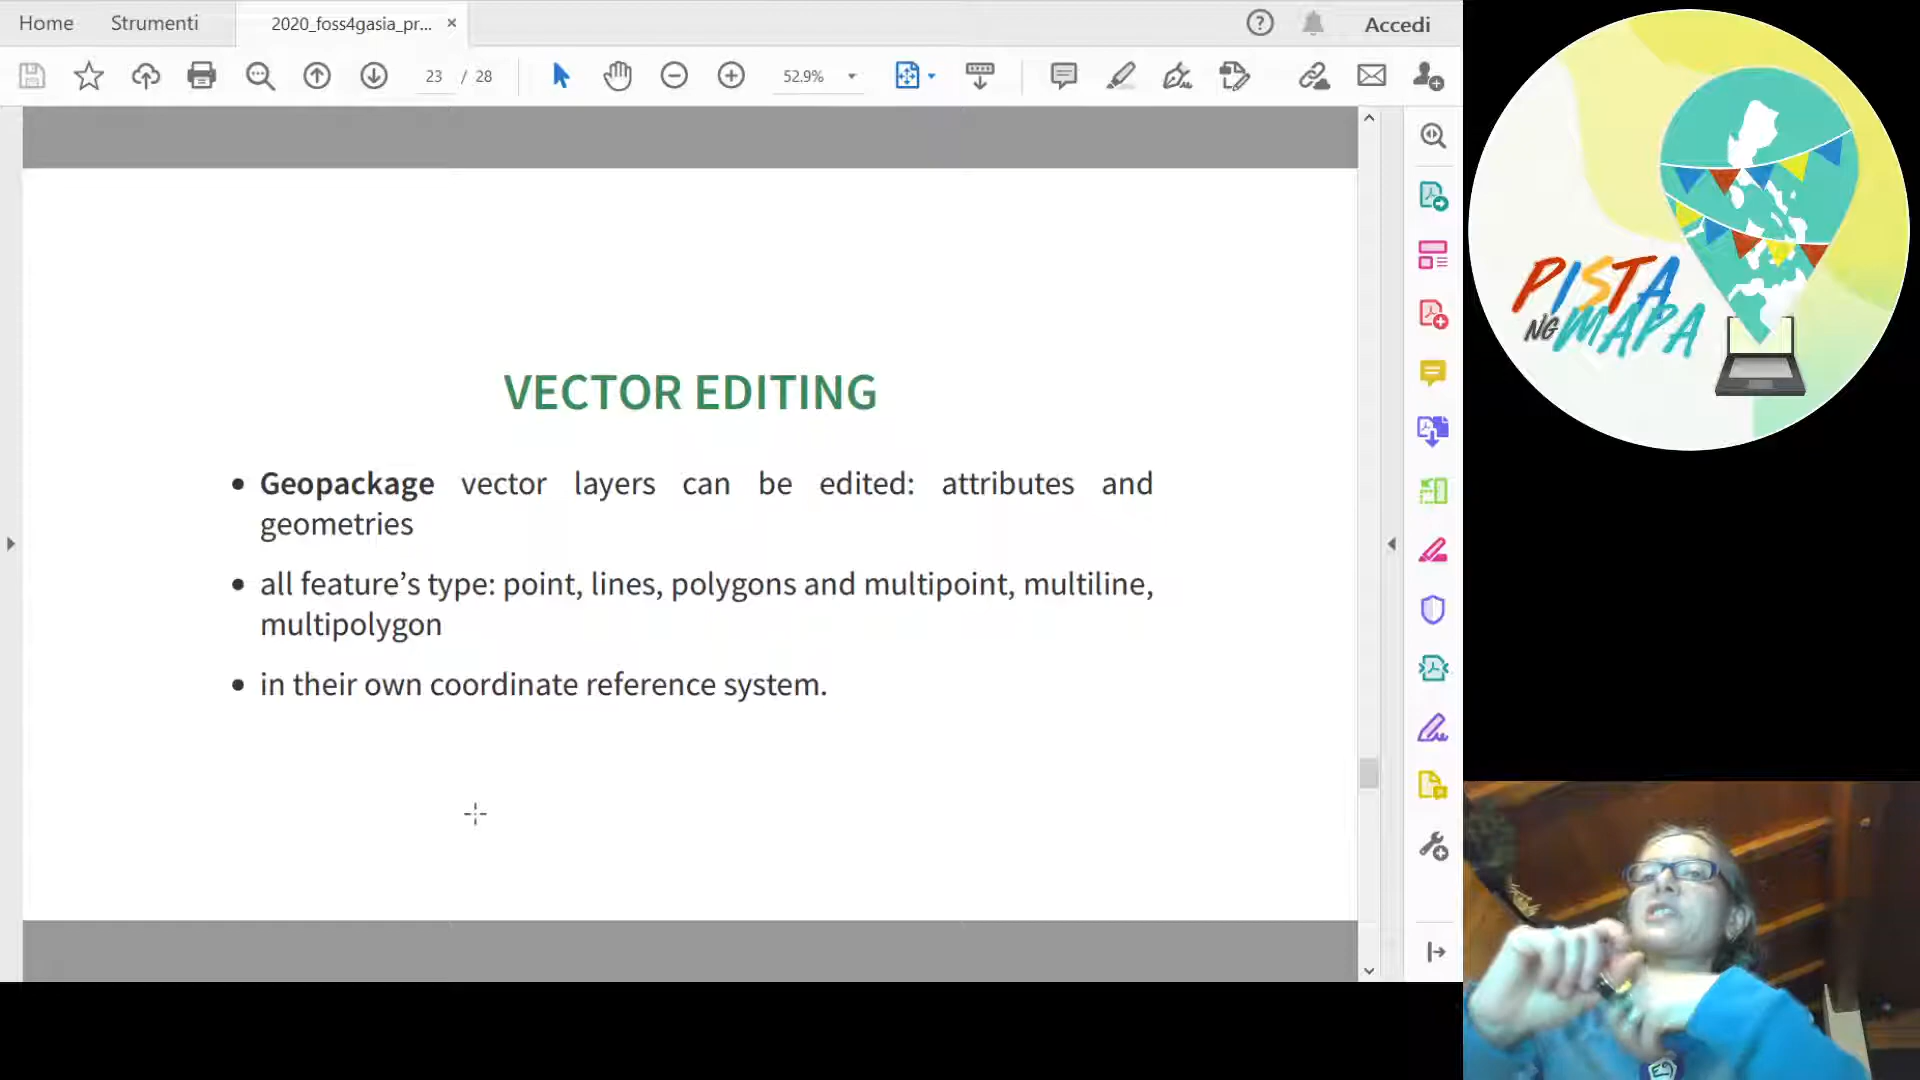 Home
Strumenti
2020_foss4gasia_pr...
Accedi
23 / 28
52.9%
VECTOR EDITING
• Geopackage vector layers can be edited: attributes and
geometries
• all feature’s type: point, lines, polygons and multipoint, multiline,
multipolygon
• in their own coordinate reference system.
PISTA
NG MAPA